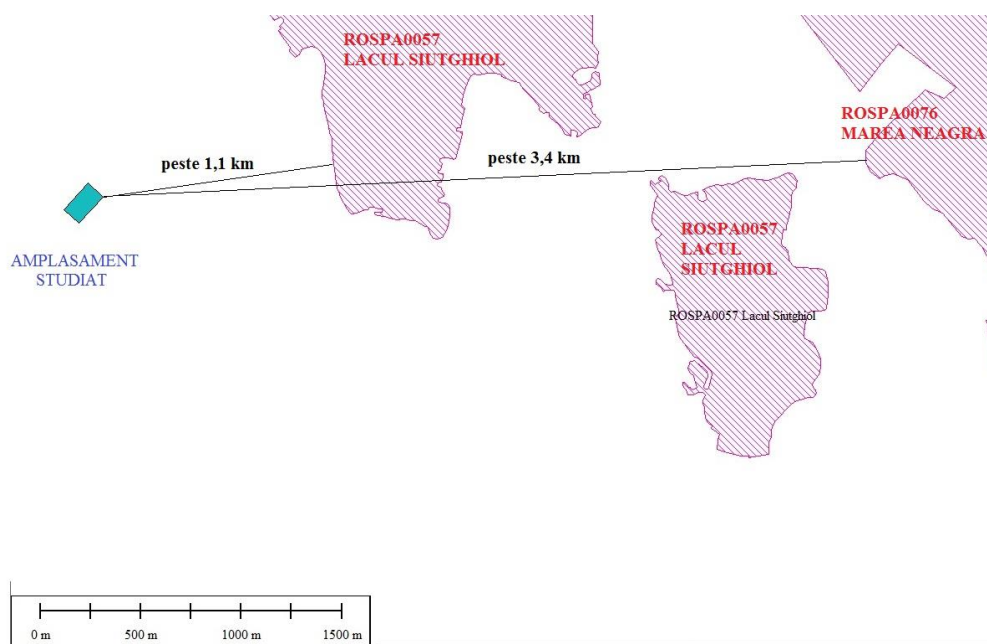 ROSPA0057
LACUL SIUTGHIOL
ROSPA0076
MAREA NEAGRA
peste 1,1 km
peste 3,4 km
AMPLASAMENT
STUDIAT
ROSPA0057
LACUL
SIUTGHIOL
ROSPA0057 Lacul Siutghiol
0 m
500 m
1000 m
1500 m